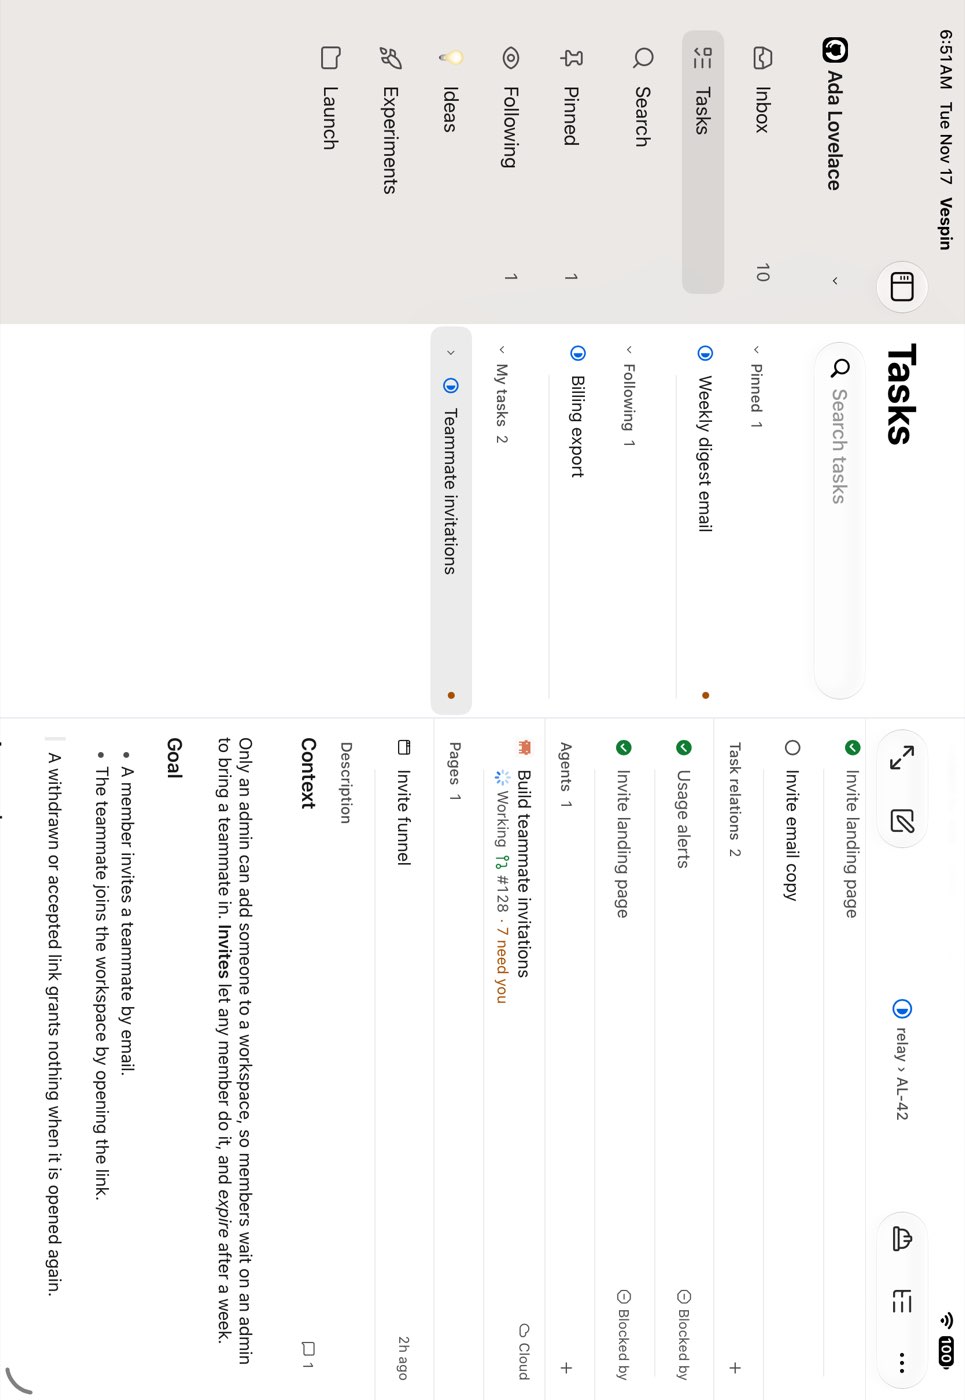 6:51 AM Tue Nov 17 Vespin
100
Ada Lovelace
Inbox 10
Tasks
Search
Pinned 1
Following 1
Ideas
Experiments
Launch
Tasks
Search tasks
Pinned 1
Weekly digest email
Following 1
Billing export
My tasks 2
Teammate invitations
relay › AL-42
Invite landing page
Invite email copy
Task relations 2
Usage alerts Blocked by
Invite landing page Blocked by
Agents 1
Build teammate invitations Cloud
Working #128 · 7 need you
Pages 1
Invite funnel 2h ago
Description
Context 1
Only an admin can add someone to a workspace, so members wait on an admin
to bring a teammate in. Invites let any member do it, and expire after a week.
Goal
• A member invites a teammate by email.
• The teammate joins the workspace by opening the link.
A withdrawn or accepted link grants nothing when it is opened again.